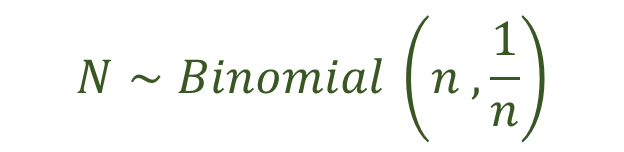 N ~ Binomial (n , 1/n)